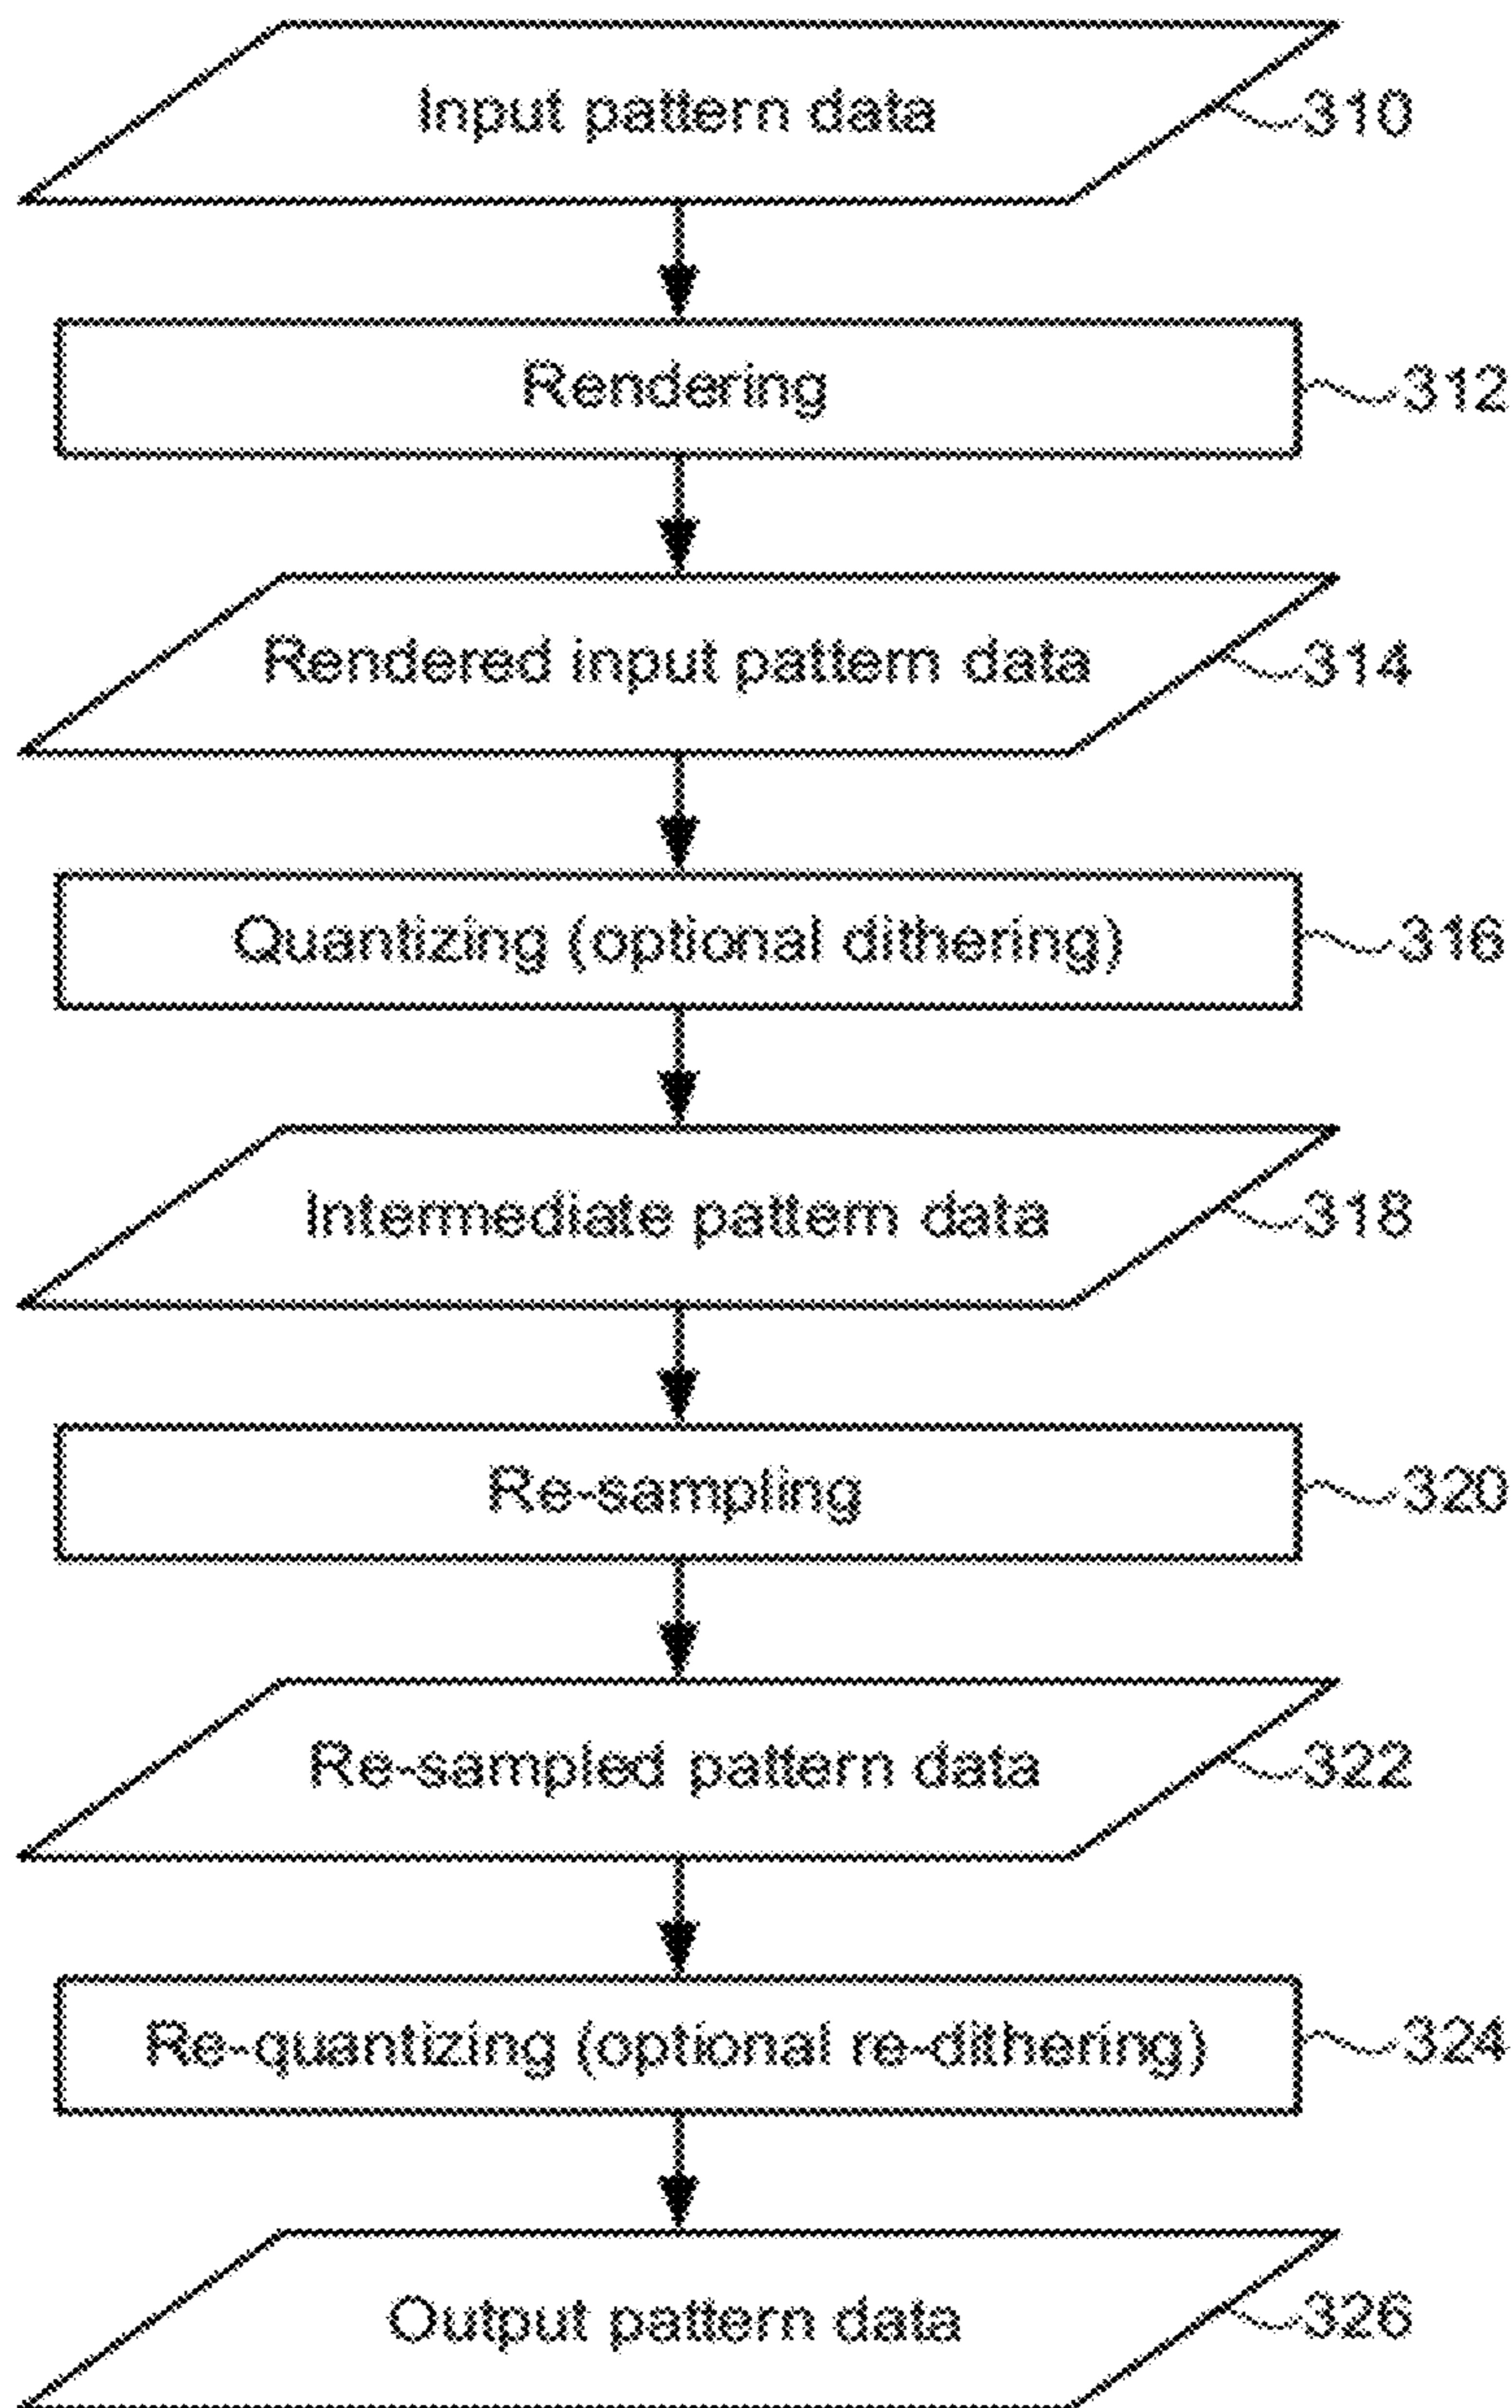 Input pattern data
310
Rendering
312
Rendered input pattern data
314
Quantizing (optional dithering)
316
Intermediate pattern data
318
Re-sampling
320
Re-sampled pattern data
322
Re-quantizing (optional re-dithering)
324
Output pattern data
326